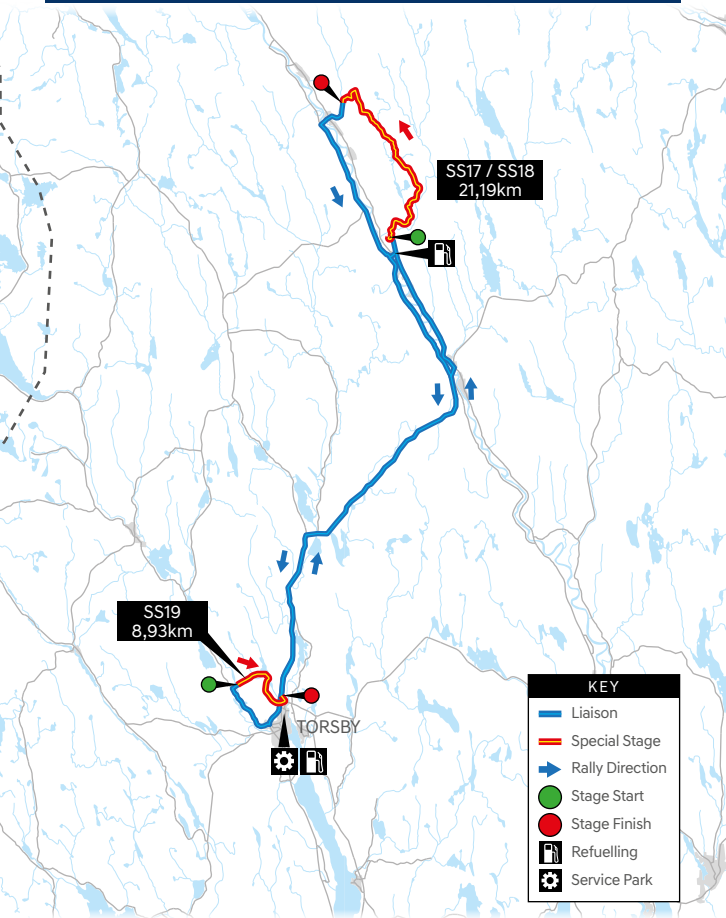 SS17 / SS18
21,19km
SS19
8,93km
TORSBY
KEY
Liaison
Special Stage
Rally Direction
Stage Start
Stage Finish
Refuelling
Service Park